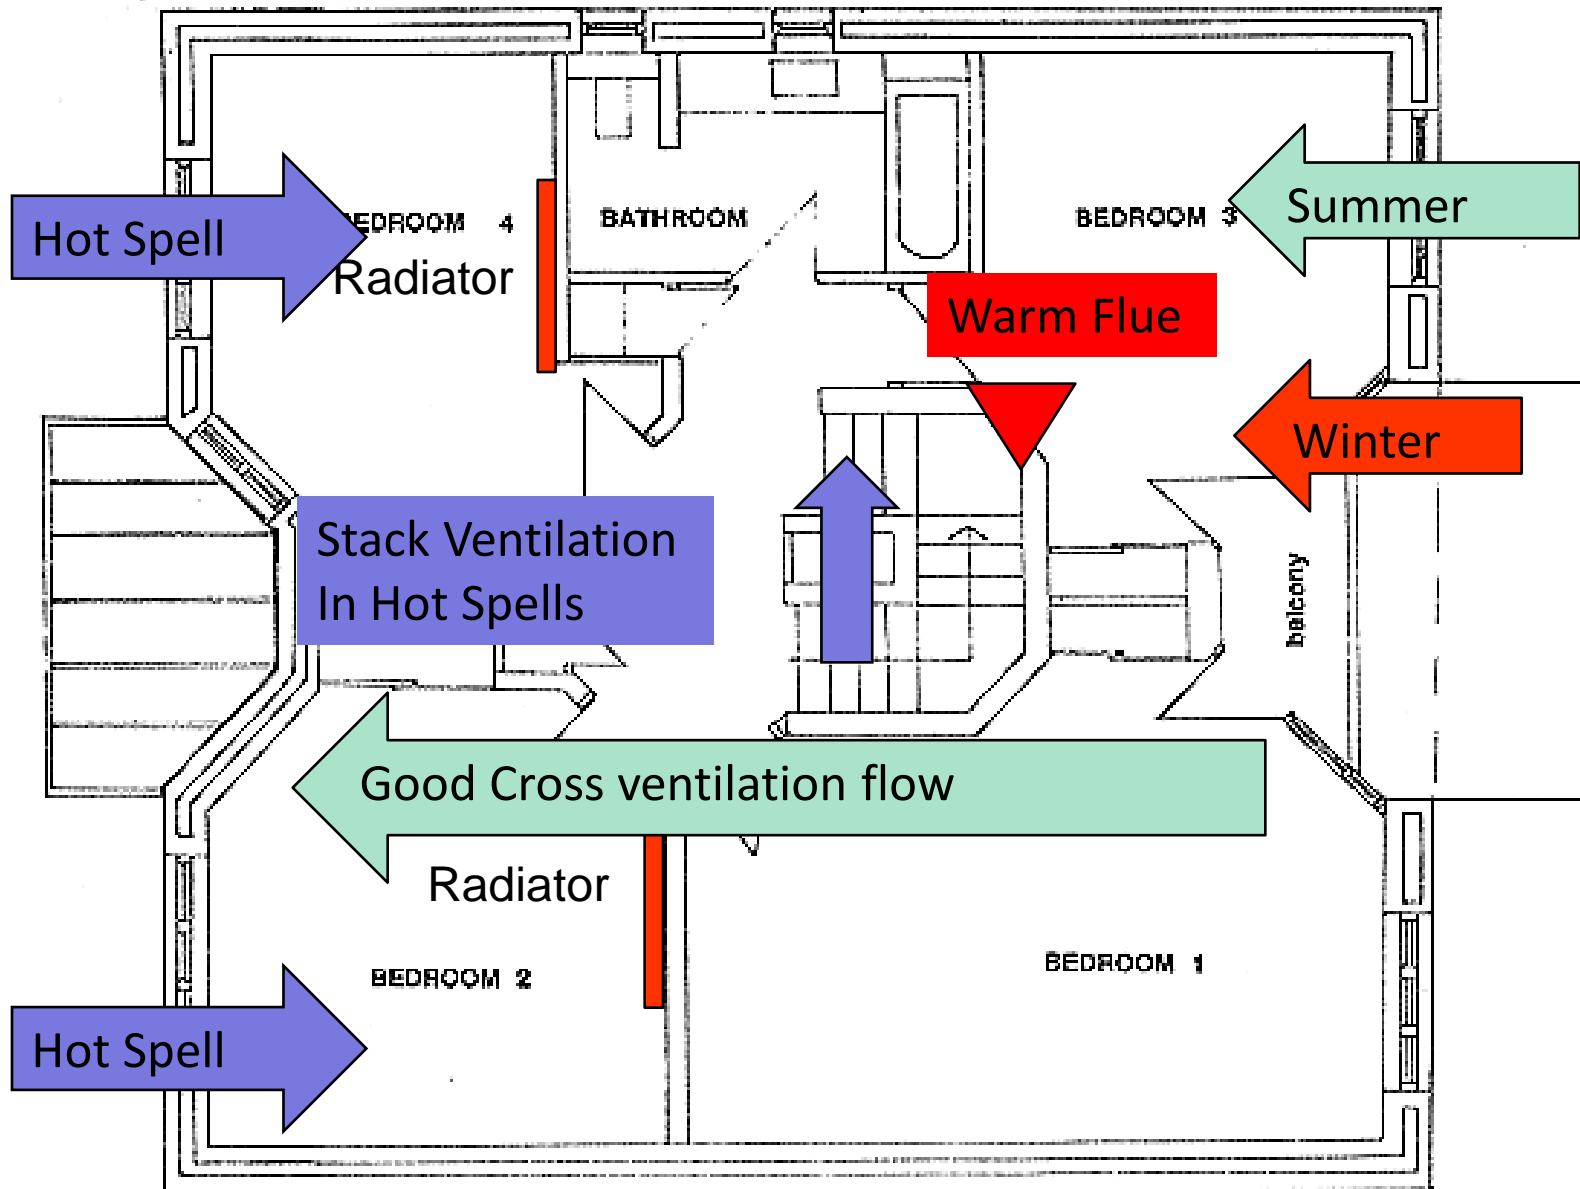 Hot Spell
BEDROOM 4
Radiator
BATHROOM
BEDROOM 3
Summer
Warm Flue
Winter
Stack Ventilation
In Hot Spells
balcony
Good Cross ventilation flow
Radiator
BEDROOM 2
BEDROOM 1
Hot Spell